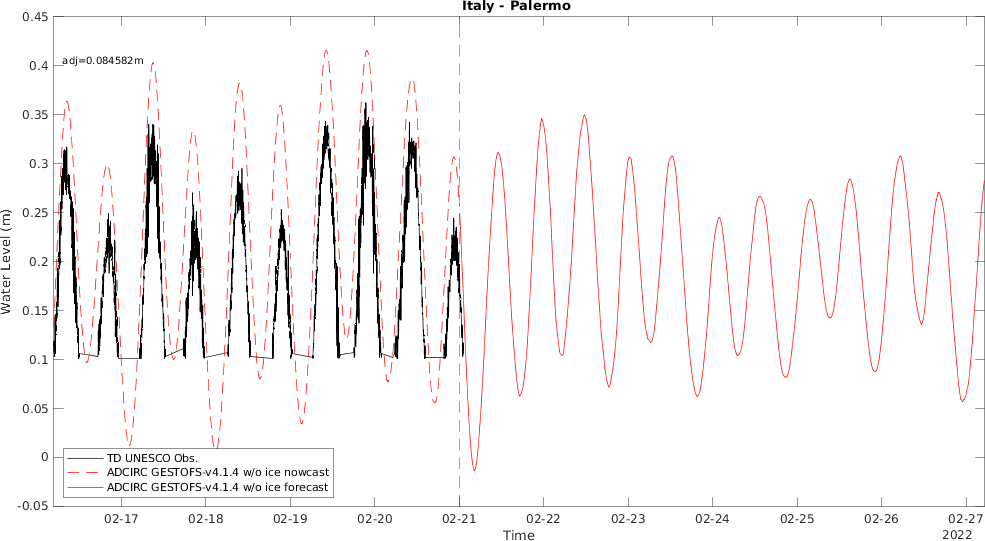 Italy - Palermo
0.45
0.4
0.35
0.3
0.25
0.2
0.15
0.1
0.05
0
-0.05
Water Level (m)
adj=0.084582m
TD UNESCO Obs.
ADCIRC GESTOFS-v4.1.4 w/o ice nowcast
ADCIRC GESTOFS-v4.1.4 w/o ice forecast
02-17 02-18 02-19 02-20 02-21 02-22 02-23 02-24 02-25 02-26 02-27
Time
2022